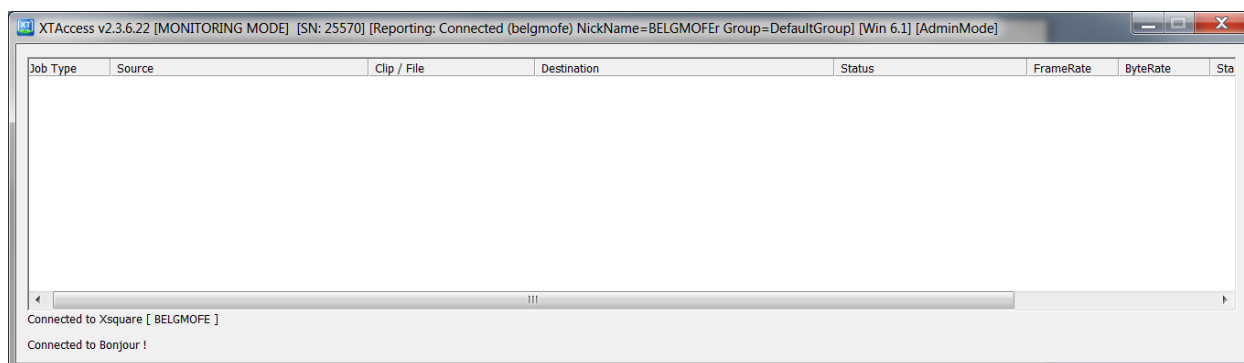 XTAccess v2.3.6.22 [MONITORING MODE] [SN: 25570] [Reporting: Connected (belgmofe) NickName=BELGMOFEr Group=DefaultGroup] [Win 6.1] [AdminMode]
Job Type Source Clip / File Destination Status FrameRate ByteRate Sta
Connected to Xsquare [ BELGMOFE ]
Connected to Bonjour !